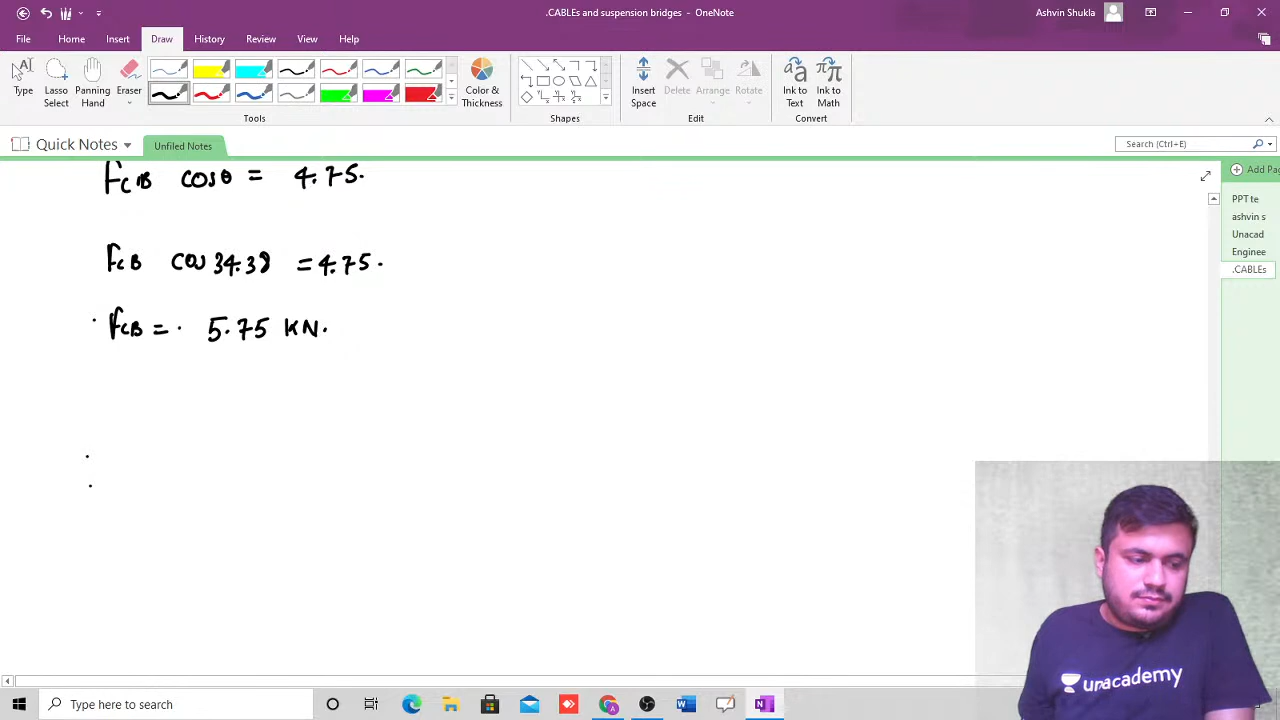 .CABLEs and suspension bridges - OneNote
Ashvin Shukla
File Home Insert Draw History Review View Help
Type Lasso Select Panning Hand Eraser Color & Thickness Insert Space Delete Arrange Rotate Ink to Text Ink to Math
Tools Shapes Edit Convert
Quick Notes Unfiled Notes Search (Ctrl+E)
Add Pag
PPT te
ashvin s
Unacad
Enginee
.CABLEs
FCB cosθ = 4.75.
FCB cos 34.38 = 4.75.
FCB = 5.75 KN.
unacademy
Type here to search